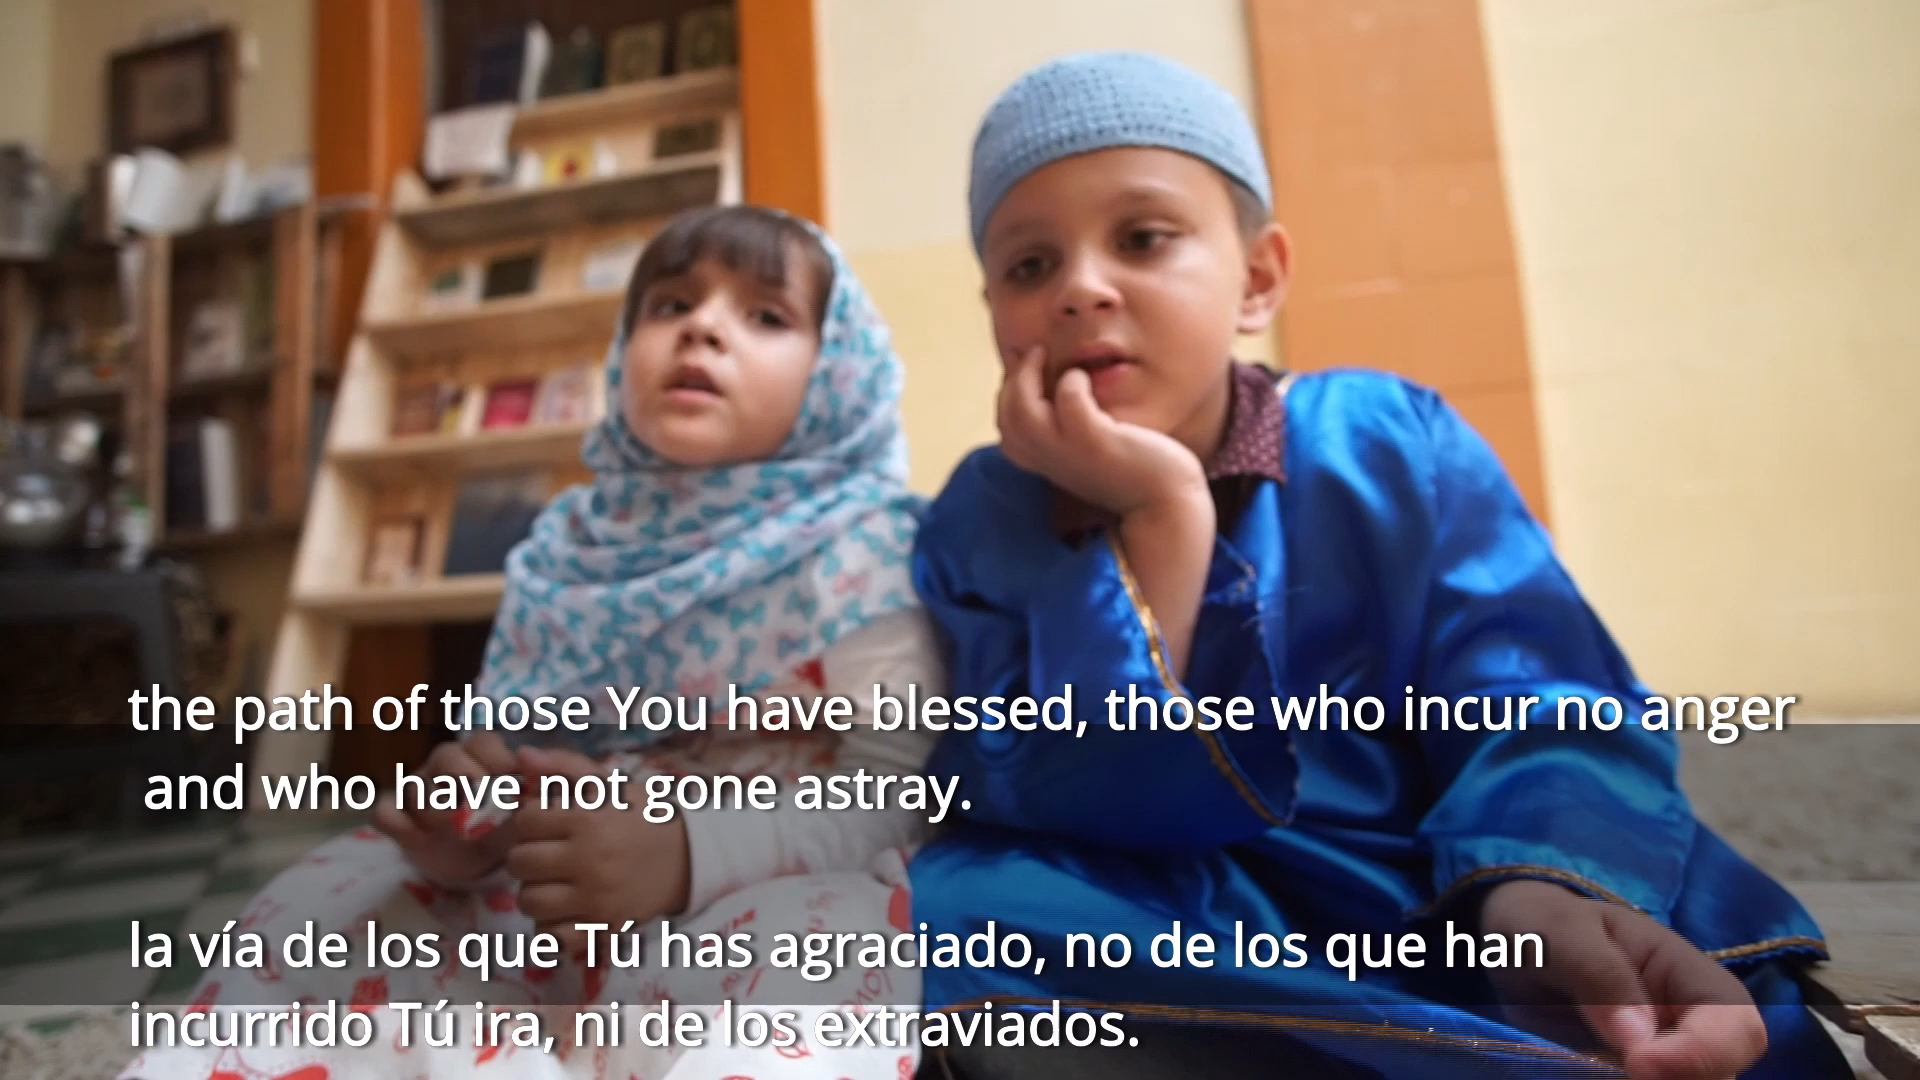 the path of those You have blessed, those who incur no anger
and who have not gone astray.
la vía de los que Tú has agraciado, no de los que han
incurrido Tú ira, ni de los extraviados.